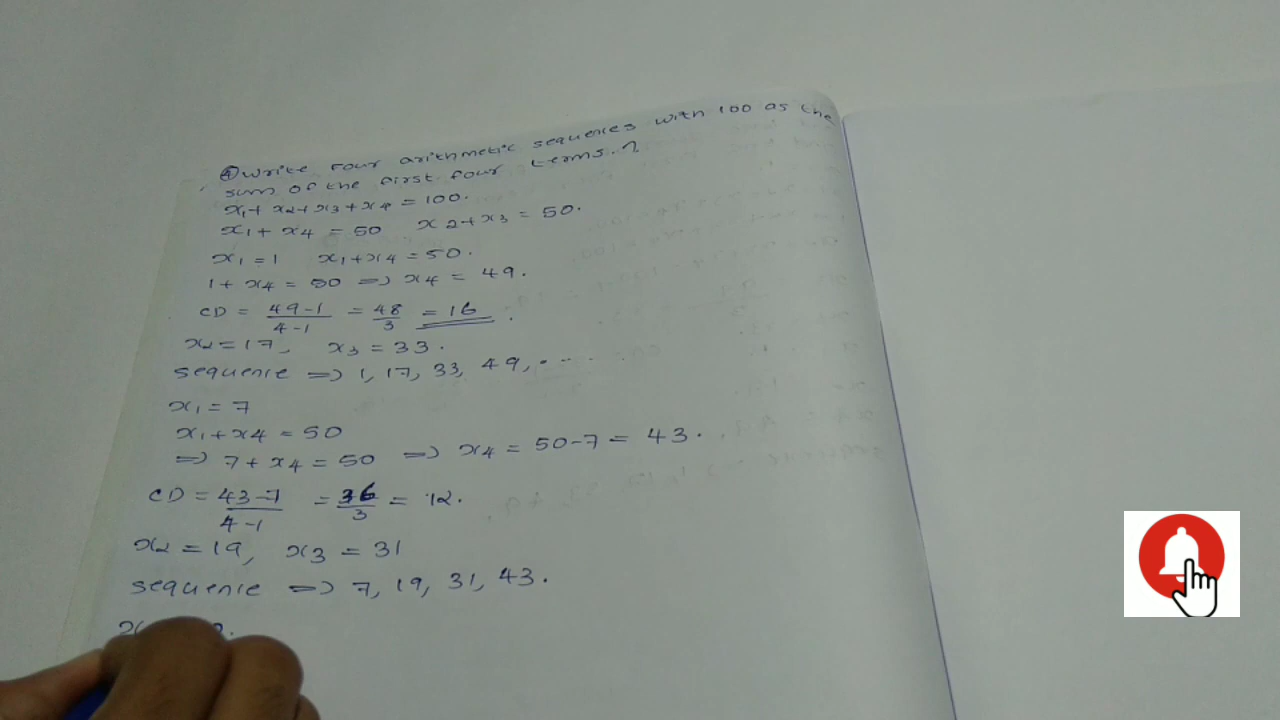 ④ Write four arithmetic sequences with 100 as the
sum of the first four terms.?
x₁ + x₂ + x₃ + x₄ = 100.
x₁ + x₄ = 50 x₂ + x₃ = 50.
x₁ = 1 x₁ + x₄ = 50.
1 + x₄ = 50 => x₄ = 49.
CD = 49-1/4-1 = 48/3 = 16.
x₂ = 17, x₃ = 33.
sequence => 1, 17, 33, 49, ....
x₁ = 7
x₁ + x₄ = 50
=> 7 + x₄ = 50 => x₄ = 50-7 = 43.
CD = 43-7/4-1 = 36/3 = 12.
x₂ = 19, x₃ = 31
sequence => 7, 19, 31, 43.